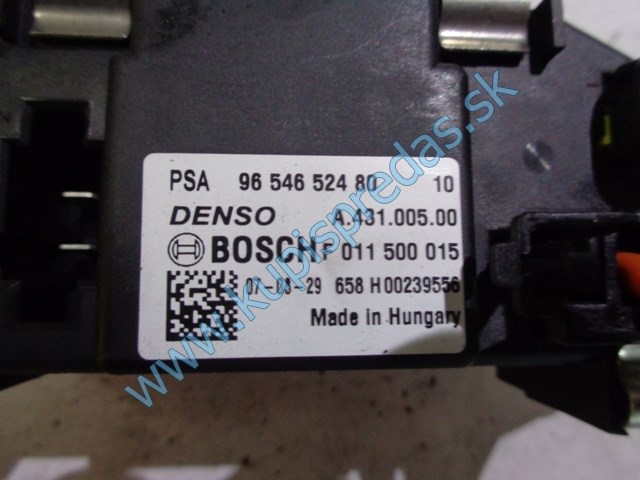 PSA 96 546 524 80 10
DENSO A.431.005.00
BOSCH F 011 500 015
07-08-29 658 H00239556
Made in Hungary
www.kupispredas.sk